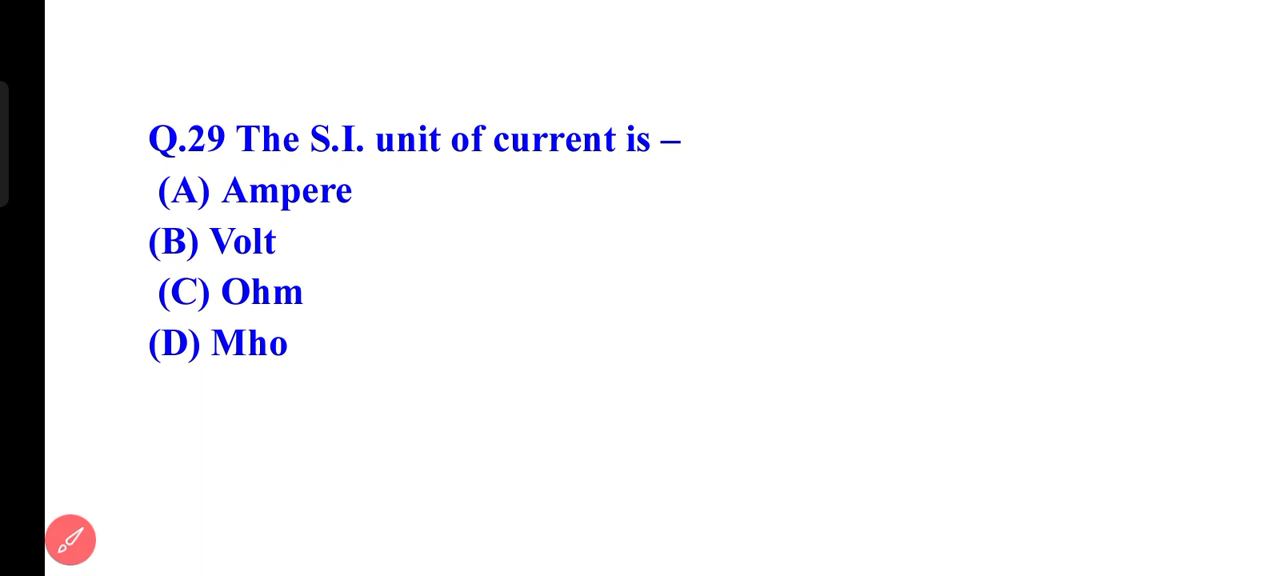 Q.29 The S.I. unit of current is –
(A) Ampere
(B) Volt
(C) Ohm
(D) Mho